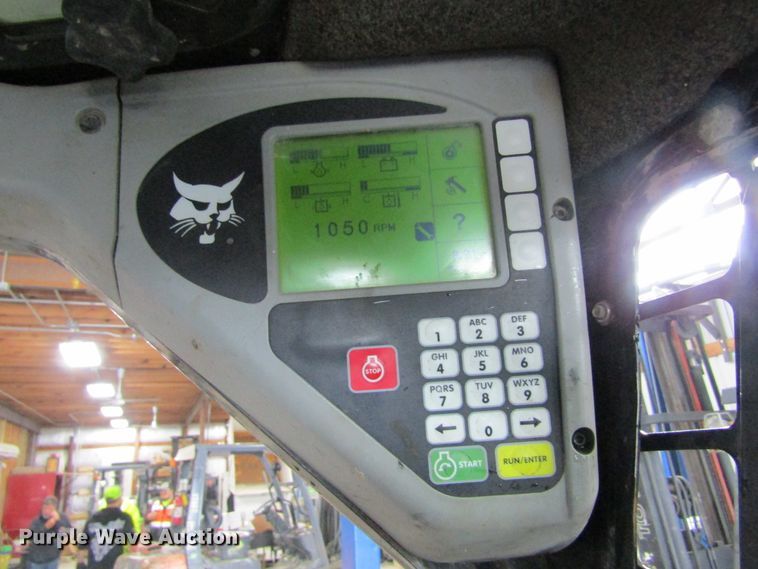 L H L H
L H C H
1050 RPM
?
STOP
1
ABC
2
DEF
3
GHI
4
JKL
5
MNO
6
PQRS
7
TUV
8
WXYZ
9
←
0
→
START
RUN/ENTER
Purple Wave Auction